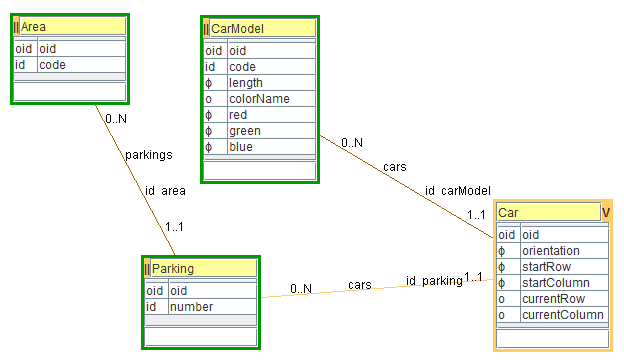 || Area
oid oid
id code
|| CarModel
oid oid
id code
ϕ length
o colorName
ϕ red
ϕ green
ϕ blue
0..N
parkings
id area
1..1
0..N
cars
id carModel
1..1
Car V
oid oid
ϕ orientation
ϕ startRow
ϕ startColumn
o currentRow
o currentColumn
|| Parking
oid oid
id number
0..N
cars
id parking
1..1